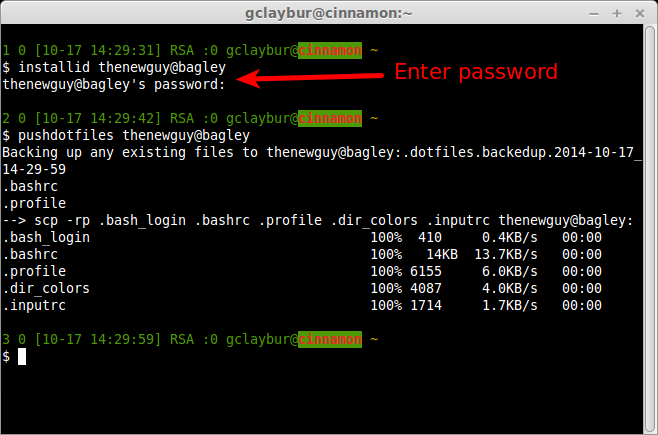 gclaybur@cinnamon:~
1 0 [10-17 14:29:31] RSA :0 gclaybur@cinnamon ~
$ installid thenewguy@bagley
thenewguy@bagley's password:
Enter password
2 0 [10-17 14:29:42] RSA :0 gclaybur@cinnamon ~
$ pushdotfiles thenewguy@bagley
Backing up any existing files to thenewguy@bagley:.dotfiles.backedup.2014-10-17_
14-29-59
.bashrc
.profile
--> scp -rp .bash_login .bashrc .profile .dir_colors .inputrc thenewguy@bagley:
.bash_login 100% 410 0.4KB/s 00:00
.bashrc 100% 14KB 13.7KB/s 00:00
.profile 100% 6155 6.0KB/s 00:00
.dir_colors 100% 4087 4.0KB/s 00:00
.inputrc 100% 1714 1.7KB/s 00:00
3 0 [10-17 14:29:59] RSA :0 gclaybur@cinnamon ~
$